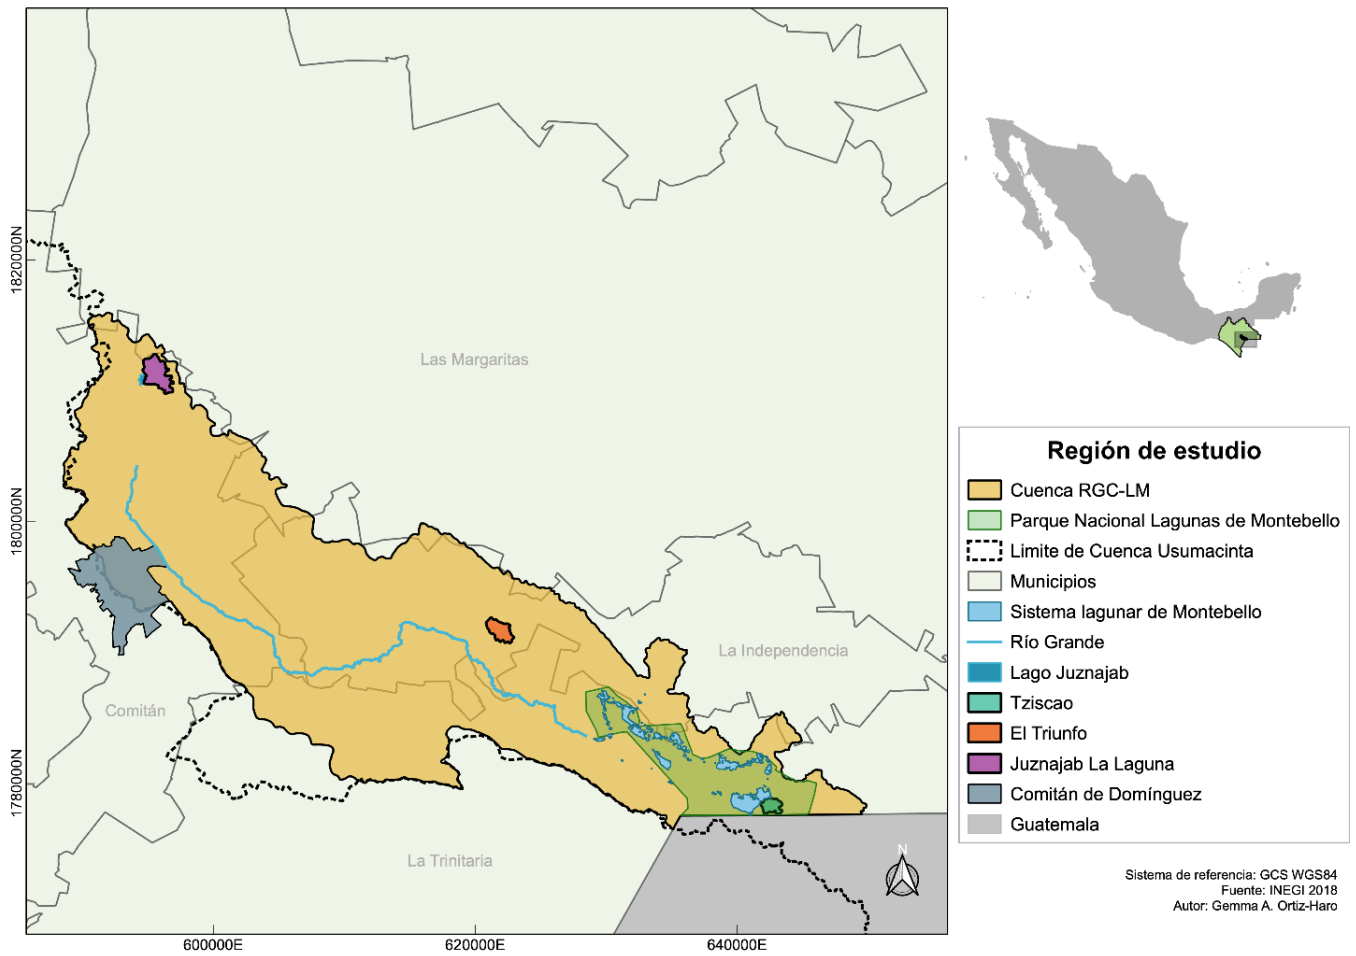 1820000N
1800000N
1780000N
600000E
620000E
640000E
Las Margaritas
La Independencia
Comitán
La Trinitaria
N
Región de estudio
Cuenca RGC-LM
Parque Nacional Lagunas de Montebello
Limite de Cuenca Usumacinta
Municipios
Sistema lagunar de Montebello
Río Grande
Lago Juznajab
Tziscao
El Triunfo
Juznajab La Laguna
Comitán de Domínguez
Guatemala
Sistema de referencia: GCS WGS84
Fuente: INEGI 2018
Autor: Gemma A. Ortiz-Haro